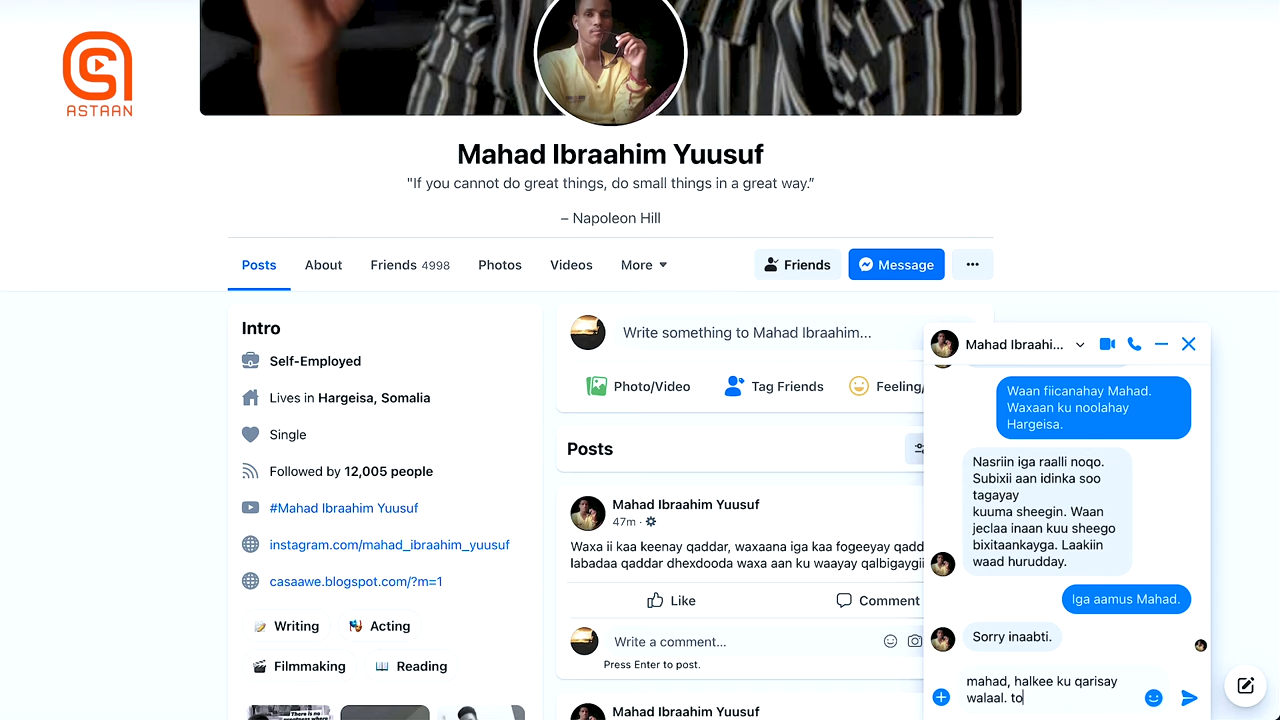 ASTAAN
Mahad Ibraahim Yuusuf
"If you cannot do great things, do small things in a great way.”
– Napoleon Hill
Posts
About
Friends 4998
Photos
Videos
More
Friends
Message
Intro
Self-Employed
Lives in Hargeisa, Somalia
Single
Followed by 12,005 people
#Mahad Ibraahim Yuusuf
instagram.com/mahad_ibraahim_yuusuf
casaawe.blogspot.com/?m=1
Writing
Acting
Filmmaking
Reading
Write something to Mahad Ibraahim...
Photo/Video
Tag Friends
Feeling/
Posts
Mahad Ibraahim Yuusuf
47m ·
Waxa ii kaa keenay qaddar, waxaana iga kaa fogeeyay qadd
labadaa qaddar dhexdooda waxa aan ku waayay qalbigaygii
Like
Comment
Write a comment...
Press Enter to post.
Mahad Ibraahim Yuusuf
Mahad Ibraahi...
Waan fiicanahay Mahad.
Waxaan ku noolahay
Hargeisa.
Nasriin iga raalli noqo.
Subixii aan idinka soo
tagayay
kuuma sheegin. Waan
jeclaa inaan kuu sheego
bixitaankayga. Laakiin
waad hurudday.
Iga aamus Mahad.
Sorry inaabti.
mahad, halkee ku qarisay
walaal. to